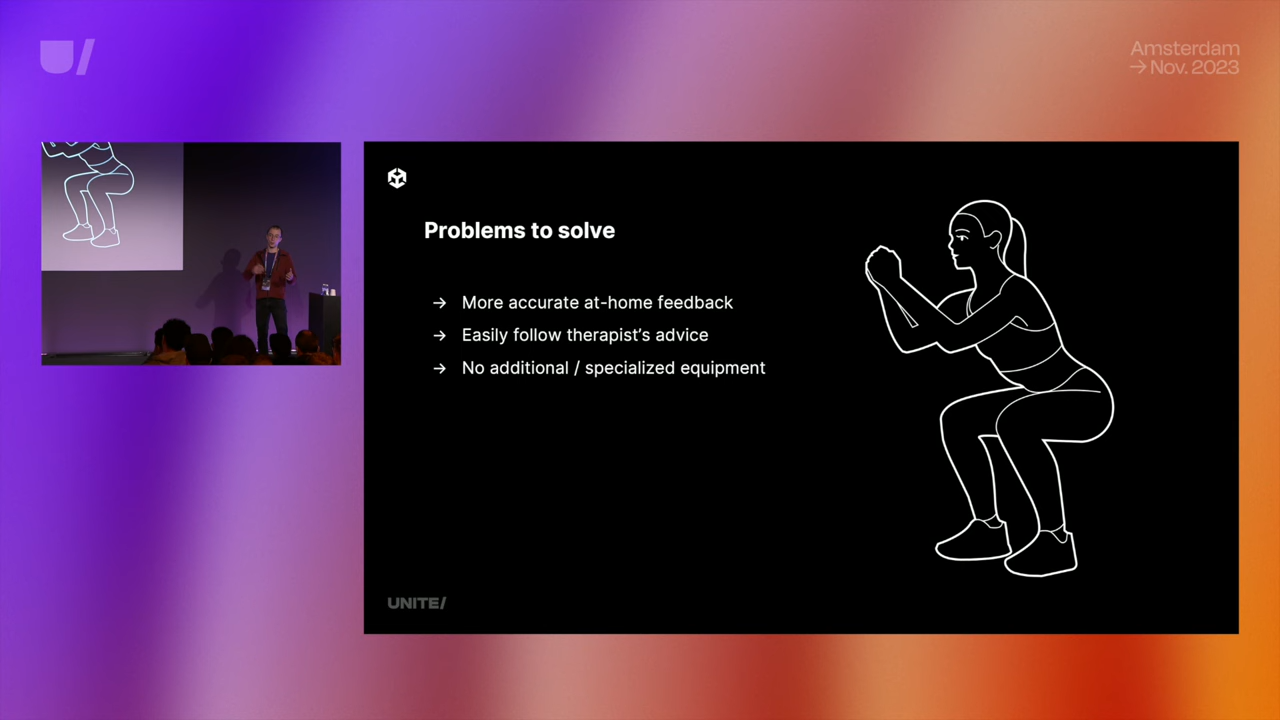 Amsterdam
→ Nov. 2023
Problems to solve
→ More accurate at-home feedback
→ Easily follow therapist's advice
→ No additional / specialized equipment
UNITE/